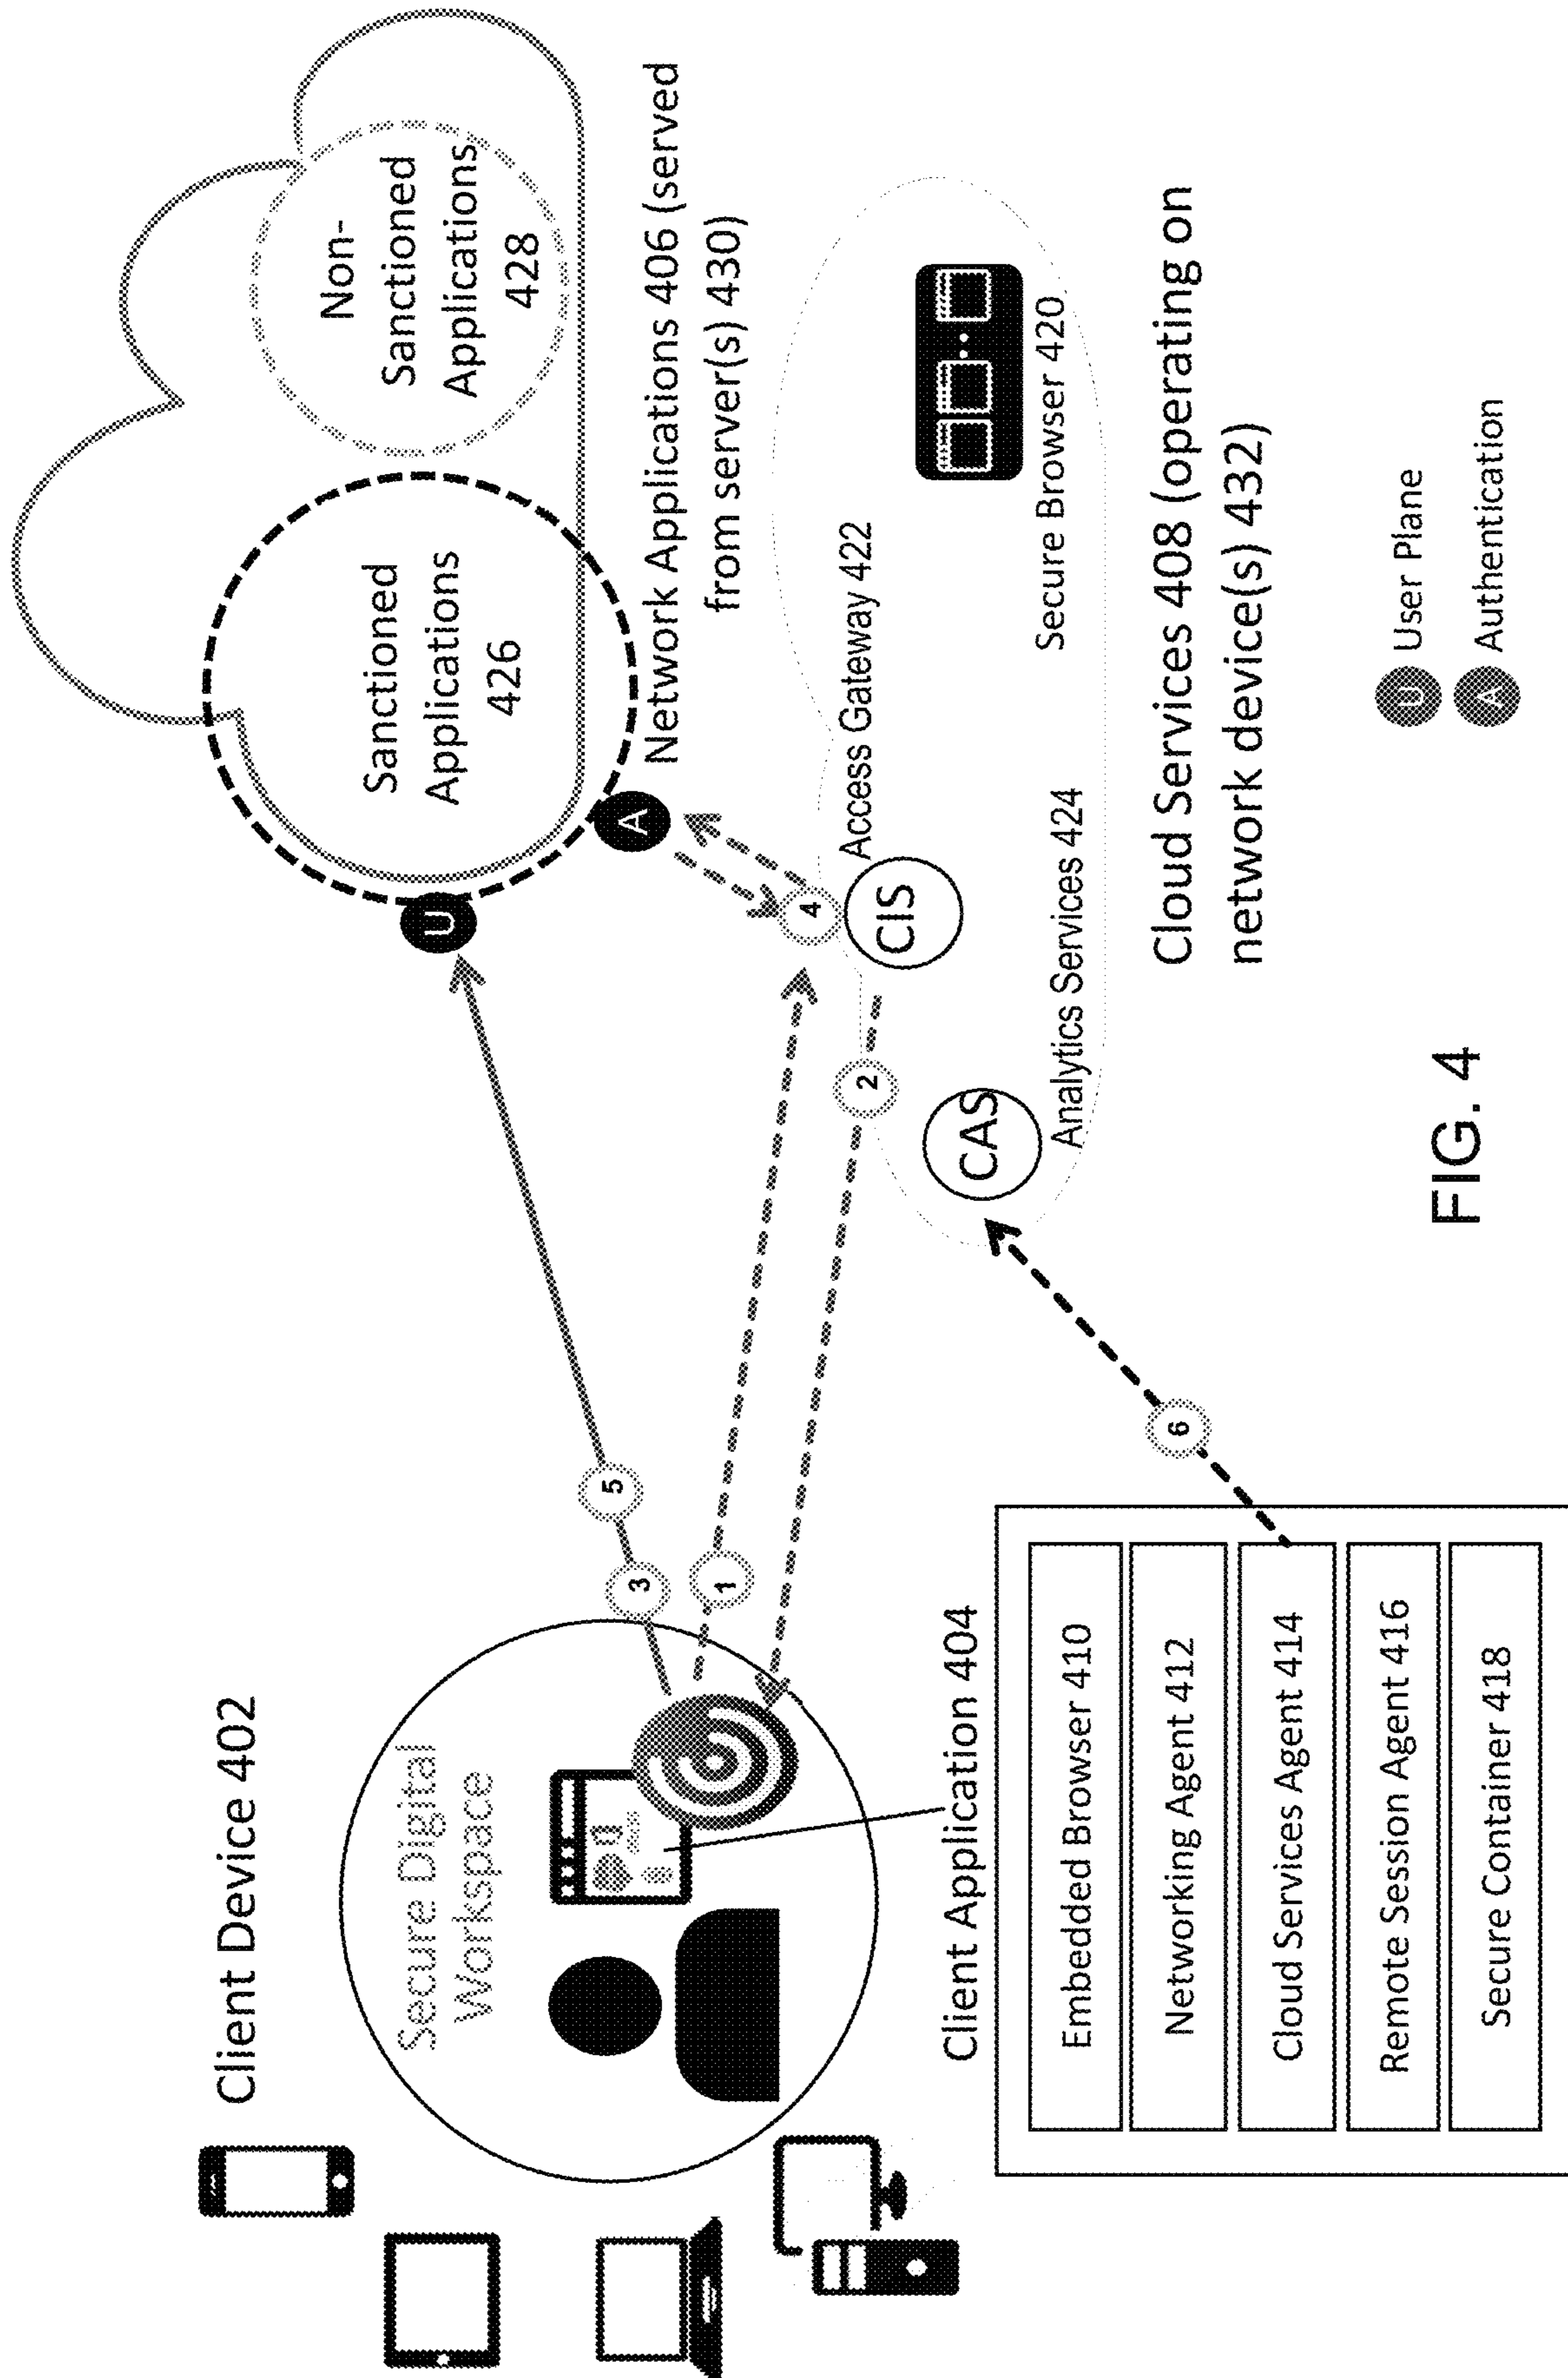 Client Device 402
Secure Digital
Workspace
Client Application 404
Embedded Browser 410
Networking Agent 412
Cloud Services Agent 414
Remote Session Agent 416
Secure Container 418
3
5
1
2
4
6
U
A
Sanctioned
Applications
426
Non-
Sanctioned
Applications
428
Network Applications 406 (served
from server(s) 430)
Access Gateway 422
CIS
CAS
Analytics Services 424
Secure Browser 420
Cloud Services 408 (operating on
network device(s) 432)
U User Plane
A Authentication
FIG. 4